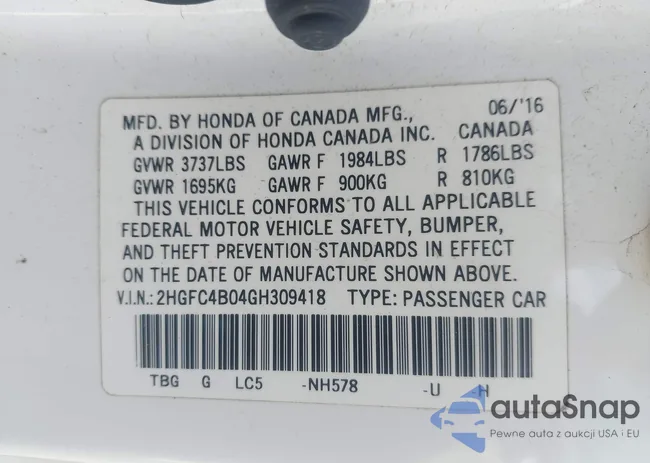 MFD. BY HONDA OF CANADA MFG., 06/'16
A DIVISION OF HONDA CANADA INC. CANADA
GVWR 3737LBS GAWR F 1984LBS R 1786LBS
GVWR 1695KG GAWR F 900KG R 810KG
THIS VEHICLE CONFORMS TO ALL APPLICABLE
FEDERAL MOTOR VEHICLE SAFETY, BUMPER,
AND THEFT PREVENTION STANDARDS IN EFFECT
ON THE DATE OF MANUFACTURE SHOWN ABOVE.
V.I.N.: 2HGFC4B04GH309418 TYPE: PASSENGER CAR
TBG G LC5 -NH578 -U H
autoSnap
Pewne auta z aukcji USA i EU